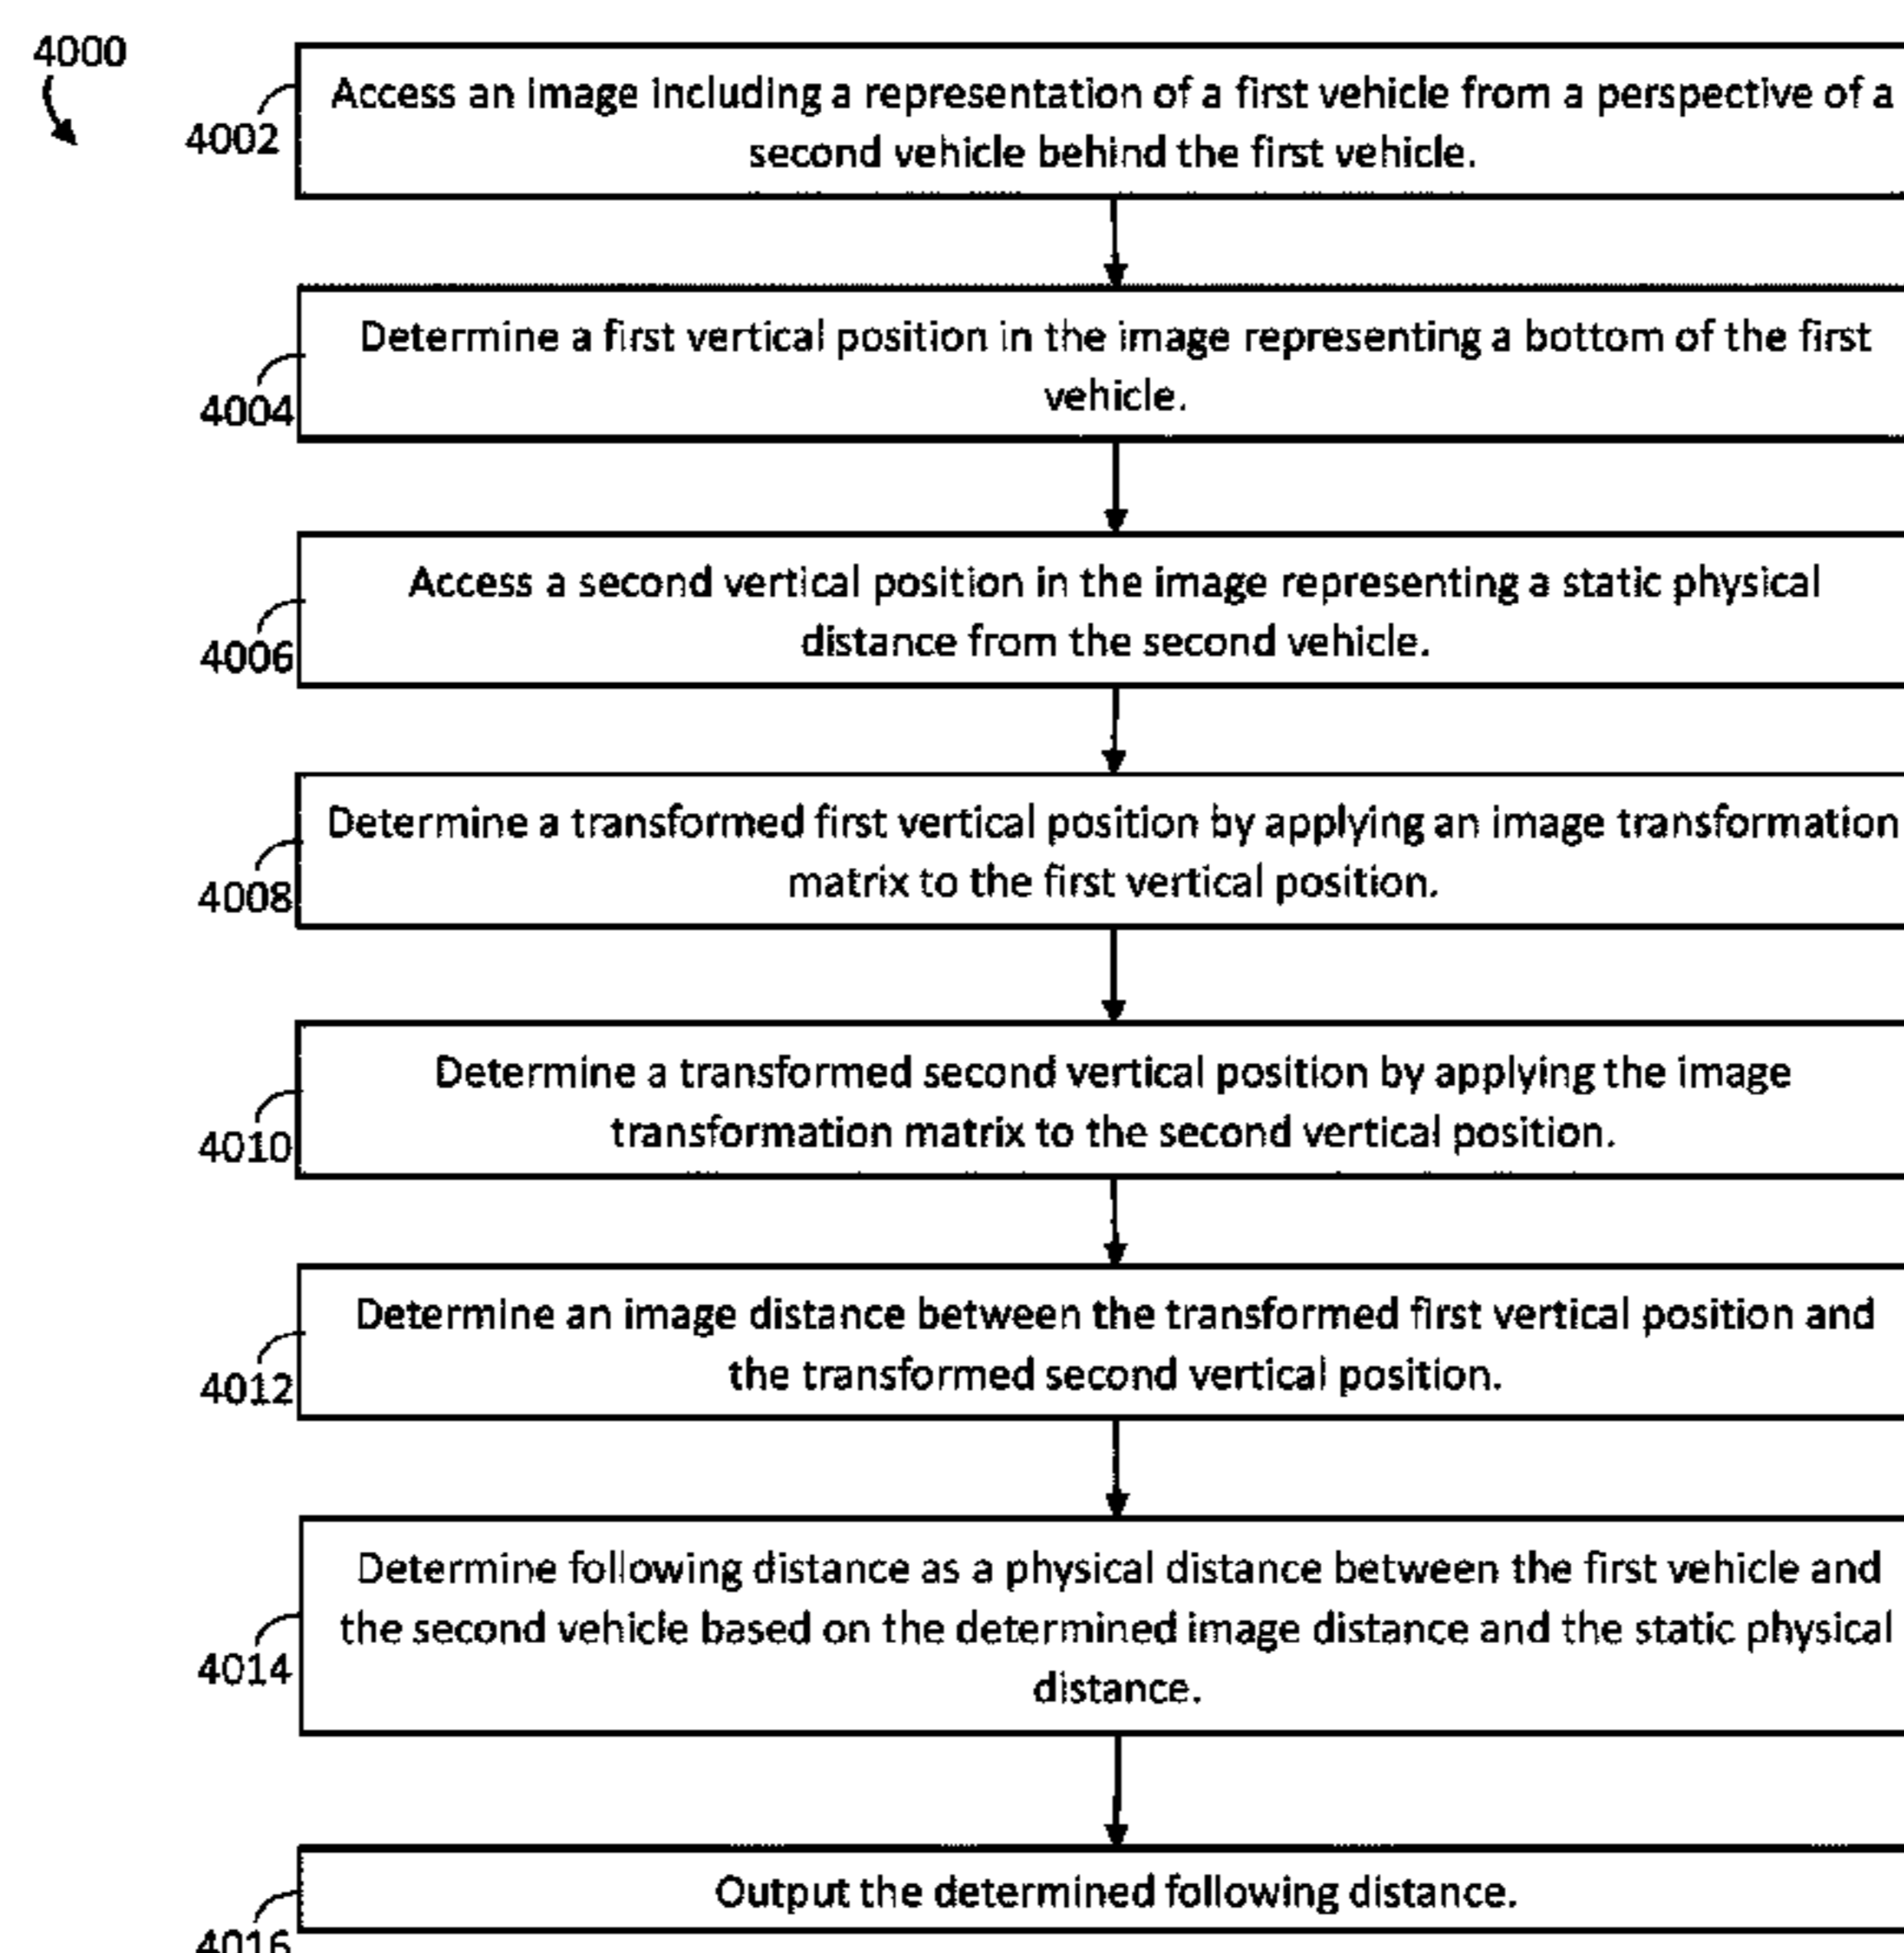 4000
Access an image including a representation of a first vehicle from a perspective of a
second vehicle behind the first vehicle.
4002
Determine a first vertical position in the image representing a bottom of the first
vehicle.
4004
Access a second vertical position in the image representing a static physical
distance from the second vehicle.
4006
Determine a transformed first vertical position by applying an image transformation
matrix to the first vertical position.
4008
Determine a transformed second vertical position by applying the image
transformation matrix to the second vertical position.
4010
Determine an image distance between the transformed first vertical position and
the transformed second vertical position.
4012
Determine following distance as a physical distance between the first vehicle and
the second vehicle based on the determined image distance and the static physical
distance.
4014
Output the determined following distance.
4016